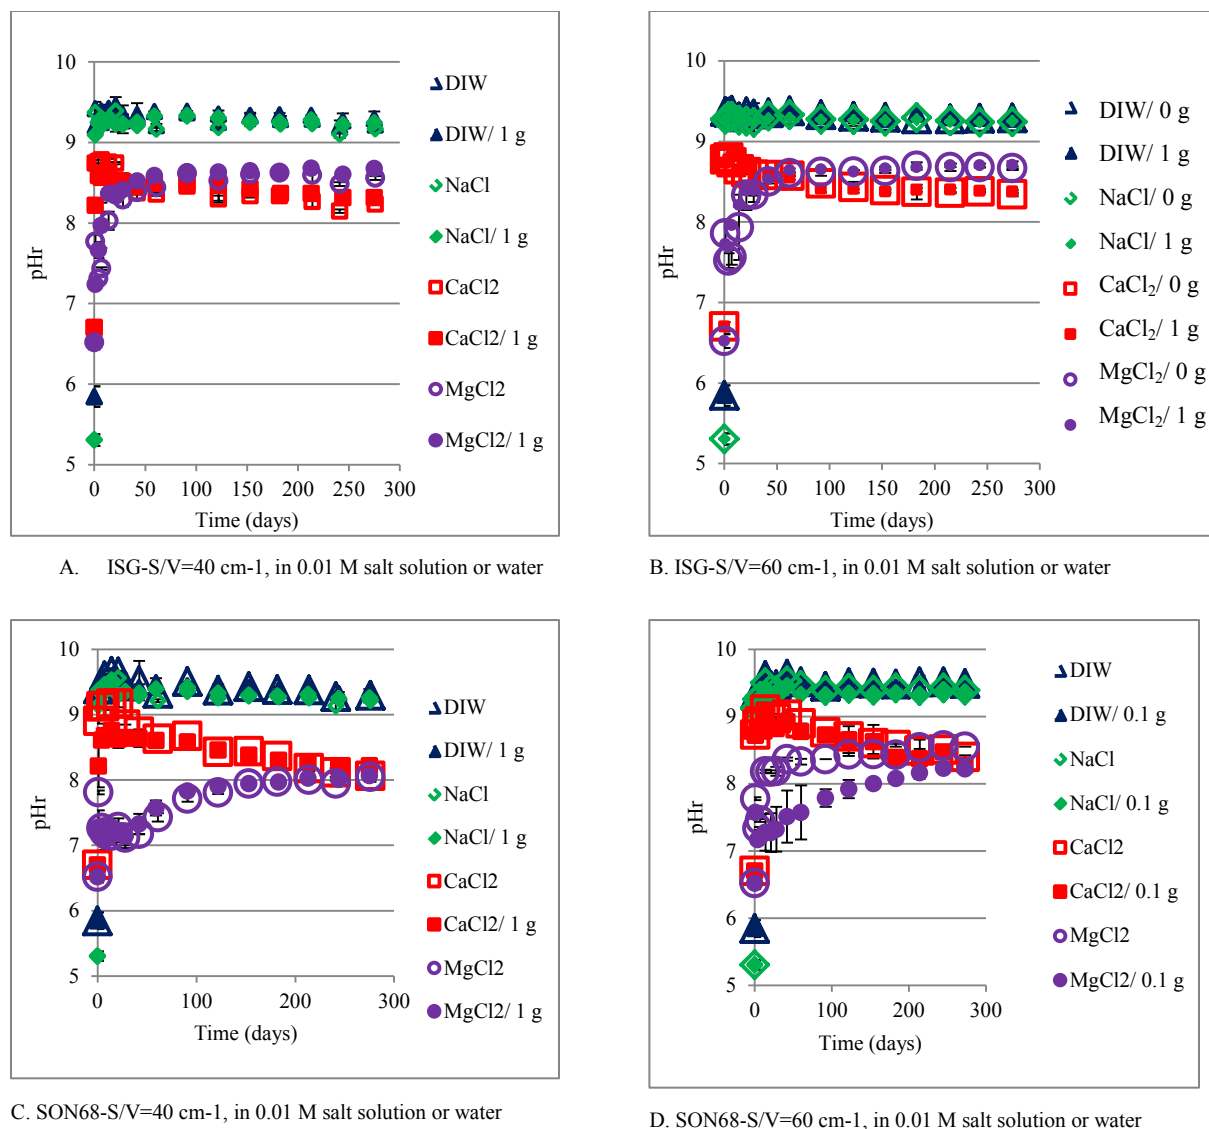 10
9
8
7
6
5
pHr
0 50 100 150 200 250 300
Time (days)
DIW
DIW/ 1 g
NaCl
NaCl/ 1 g
CaCl2
CaCl2/ 1 g
MgCl2
MgCl2/ 1 g
A. ISG-S/V=40 cm-1, in 0.01 M salt solution or water
10
9
8
7
6
5
pHr
0 50 100 150 200 250 300
Time (days)
DIW/ 0 g
DIW/ 1 g
NaCl/ 0 g
NaCl/ 1 g
CaCl₂/ 0 g
CaCl₂/ 1 g
MgCl₂/ 0 g
MgCl₂/ 1 g
B. ISG-S/V=60 cm-1, in 0.01 M salt solution or water
10
9
8
7
6
5
pHr
0 100 200 300
Time (days)
DIW
DIW/ 1 g
NaCl
NaCl/ 1 g
CaCl2
CaCl2/ 1 g
MgCl2
MgCl2/ 1 g
C. SON68-S/V=40 cm-1, in 0.01 M salt solution or water
10
9
8
7
6
5
pHr
0 100 200 300
Time (days)
DIW
DIW/ 0.1 g
NaCl
NaCl/ 0.1 g
CaCl2
CaCl2/ 0.1 g
MgCl2
MgCl2/ 0.1 g
D. SON68-S/V=60 cm-1, in 0.01 M salt solution or water